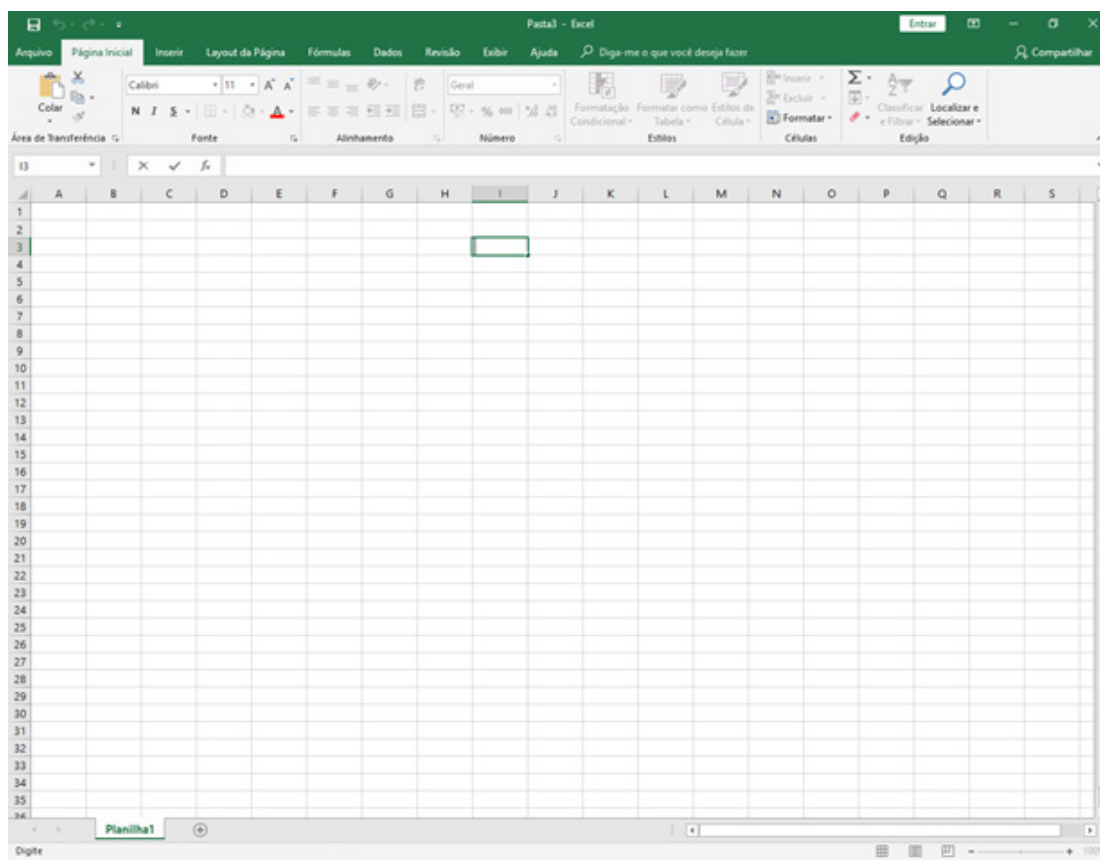 Pasta3 - Excel
Entrar
Arquivo Página Inicial Inserir Layout da Página Fórmulas Dados Revisão Exibir Ajuda Diga-me o que você deseja fazer Compartilhar
Colar
Calibri 11
N I S
Geral
% 000
Formatação Condicional
Formatar como Tabela
Estilos de Célula
Inserir
Excluir
Formatar
Classificar e Filtrar
Localizar e Selecionar
Área de Transferência Fonte Alinhamento Número Estilos Células Edição
I3 fx
A B C D E F G H I J K L M N O P Q R S
1
2
3
4
5
6
7
8
9
10
11
12
13
14
15
16
17
18
19
20
21
22
23
24
25
26
27
28
29
30
31
32
33
34
35
36
Planilha1
Digite